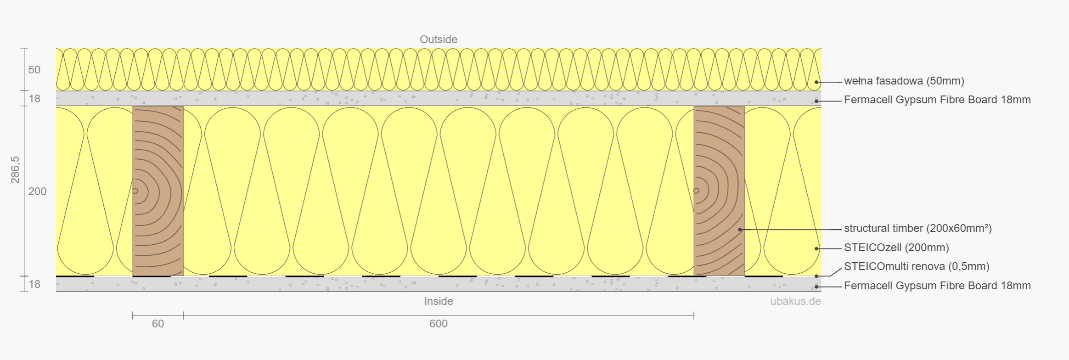 Outside
50
wełna fasadowa (50mm)
18
Fermacell Gypsum Fibre Board 18mm
286,5
200
structural timber (200x60mm²)
STEICOzell (200mm)
STEICOmulti renova (0,5mm)
18
Fermacell Gypsum Fibre Board 18mm
Inside
ubakus.de
60
600